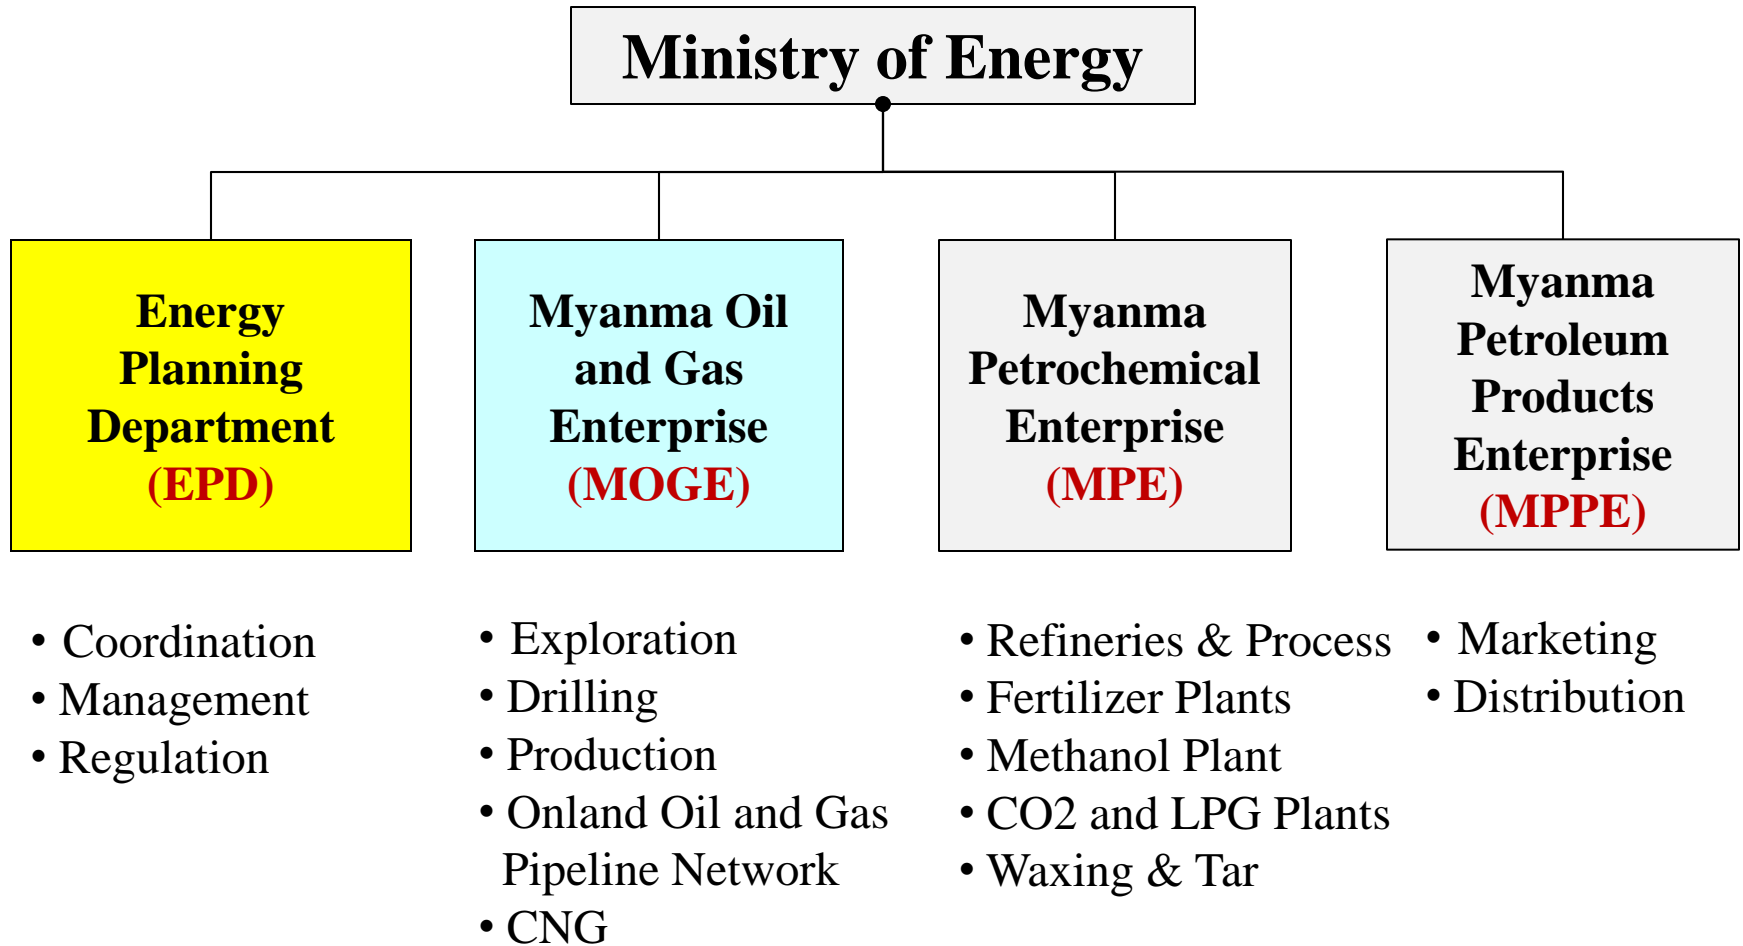 Ministry of Energy
Energy
Planning
Department
(EPD)
Myanma Oil
and Gas
Enterprise
(MOGE)
Myanma
Petrochemical
Enterprise
(MPE)
Myanma
Petroleum
Products
Enterprise
(MPPE)
• Coordination
• Management
• Regulation
• Exploration
• Drilling
• Production
• Onland Oil and Gas
Pipeline Network
• CNG
• Refineries & Process
• Fertilizer Plants
• Methanol Plant
• CO2 and LPG Plants
• Waxing & Tar
• Marketing
• Distribution